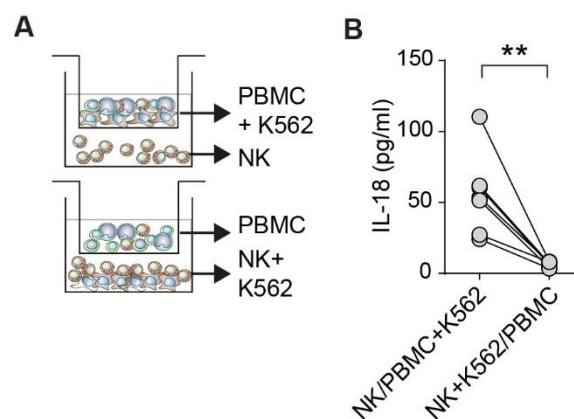 A
PBMC
+ K562
NK
PBMC
NK+
K562
B
**
IL-18 (pg/ml)
150
100
50
0
NK/PBMC+K562
NK+K562/PBMC